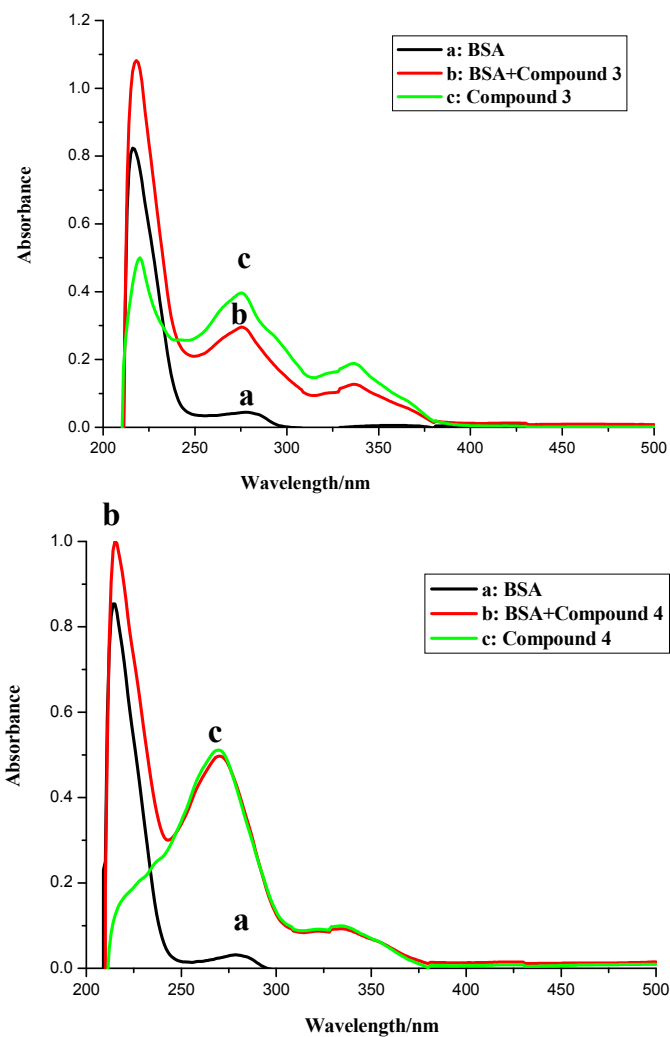 1.2
1.0
0.8
0.6
0.4
0.2
0.0
Absorbance
a: BSA
b: BSA+Compound 3
c: Compound 3
c
b
a
200 250 300 350 400 450 500
Wavelength/nm
b
1.0
0.8
0.6
0.4
0.2
0.0
Absorbance
a: BSA
b: BSA+Compound 4
c: Compound 4
c
a
200 250 300 350 400 450 500
Wavelength/nm